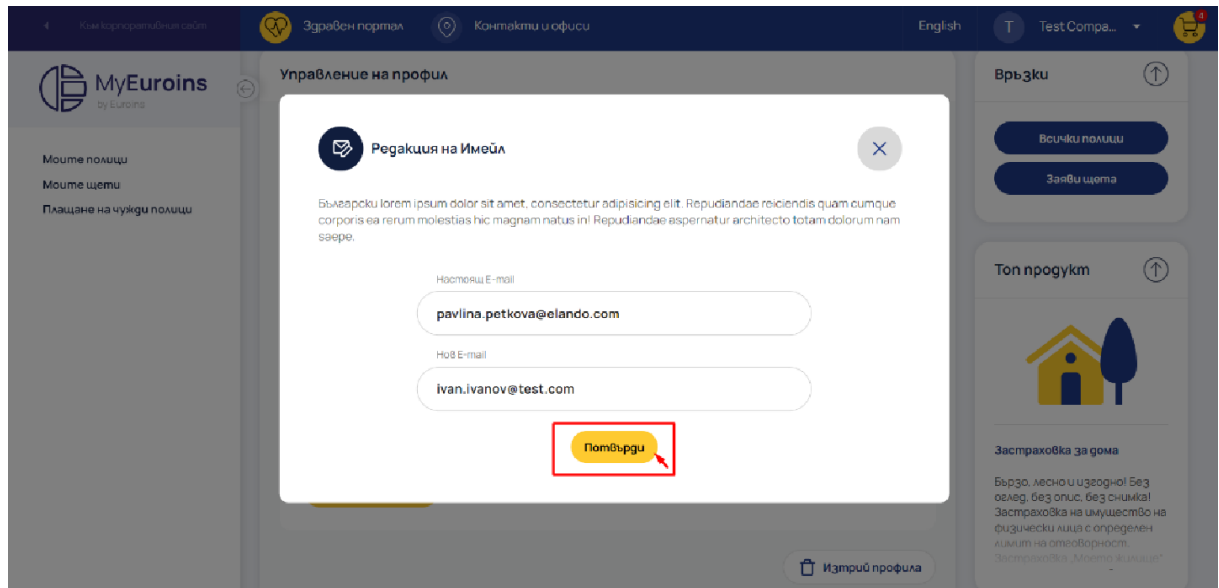 Към корпоративния сайт
Здравен портал
Контакти и офиси
English
T
Test Compa...
4
MyEuroins
by Euroins
Моите полици
Моите щети
Плащане на чужди полици
Управление на профил
Редакция на Имейл
Български lorem ipsum dolor sit amet, consectetur adipisicing elit. Repudiandae reiciendis quam cumque
corporis ea rerum molestias hic magnam natus in! Repudiandae aspernatur architecto totam dolorum nam
saepe.
Настоящ E-mail
pavlina.petkova@elando.com
Нов E-mail
ivan.ivanov@test.com
Потвърди
Изтрий профила
Връзки
Всички полици
Заяви щета
Топ продукт
Застраховка за дома
Бързо, лесно и изгодно! Без
оглед, без опис, без снимка!
Застраховка на имущество на
физически лица с определен
лимит на отговорност.
Застраховка „Моето жилище“